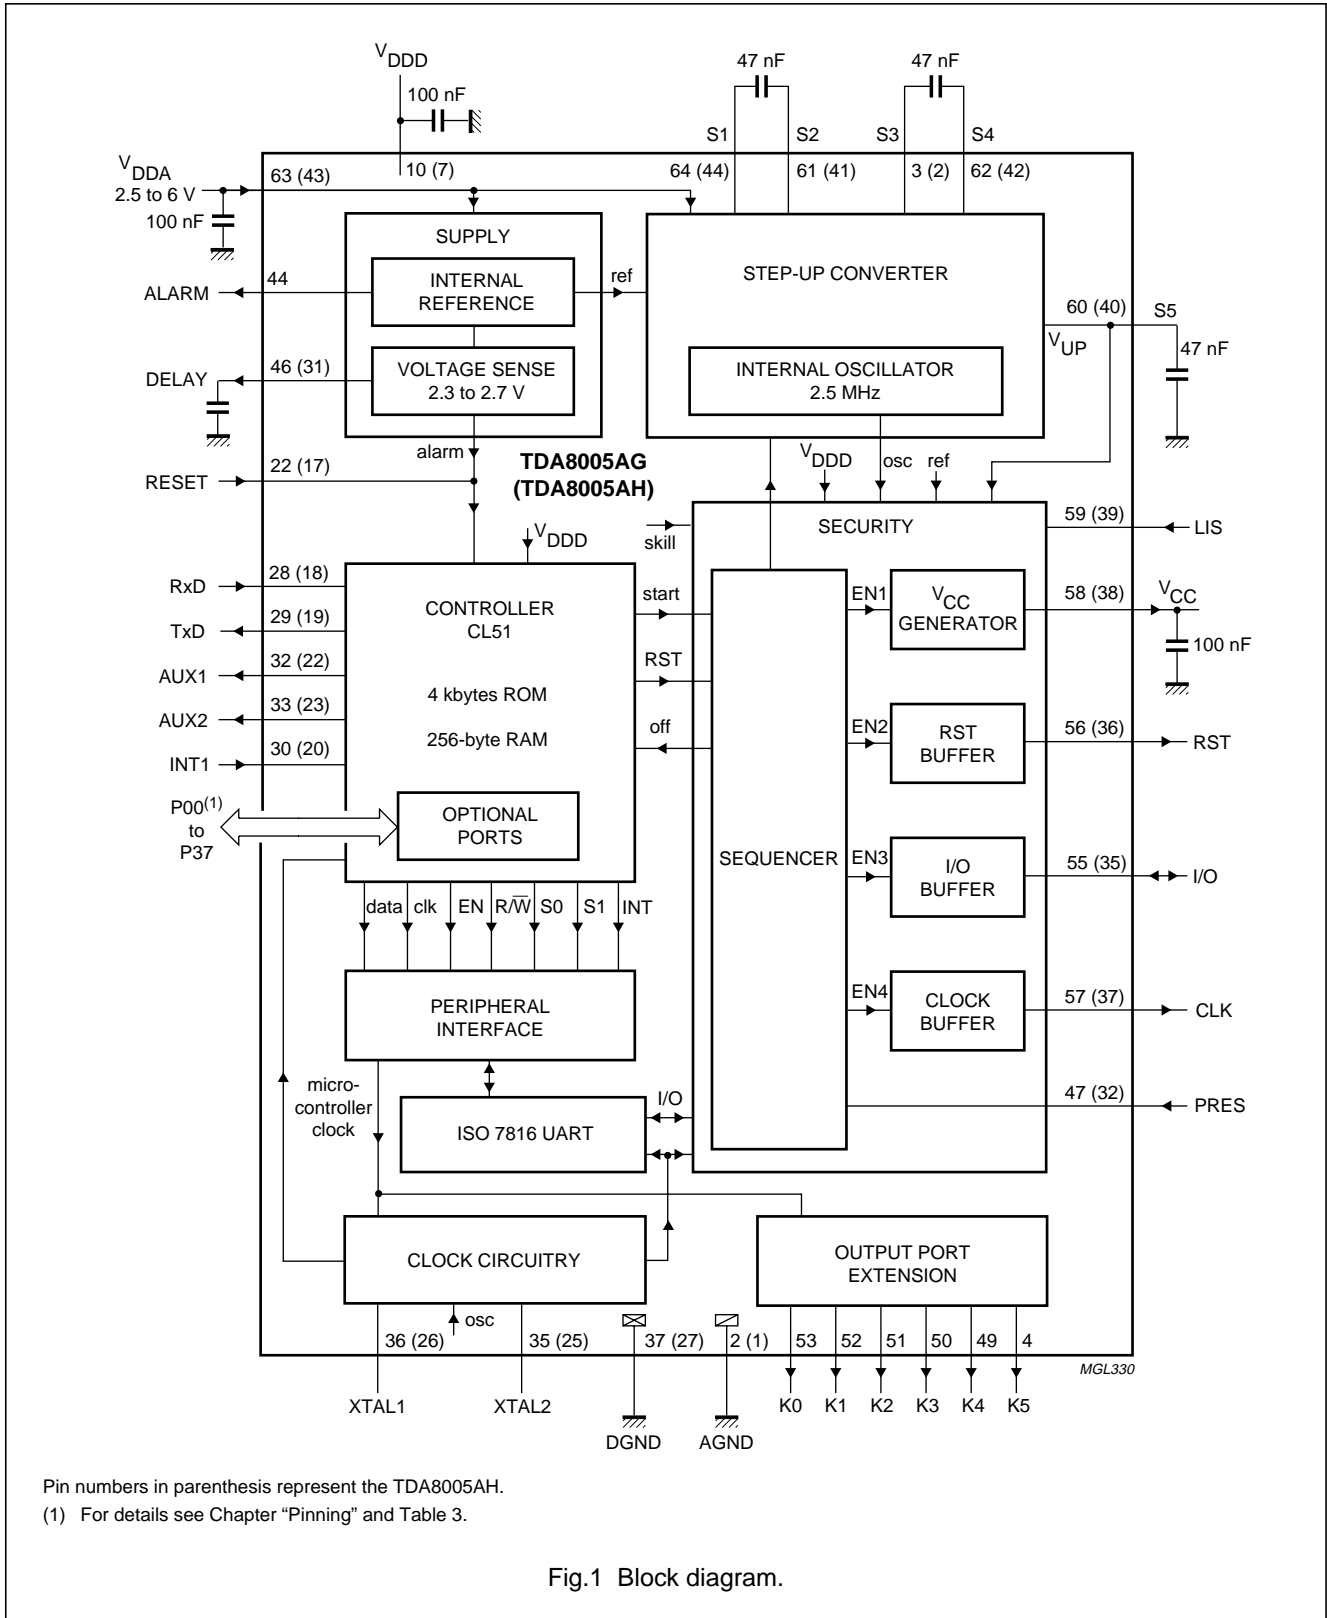 VDDD
100 nF
47 nF
47 nF
S1
S2
S3
S4
VDDA
2.5 to 6 V
100 nF
63 (43)
10 (7)
64 (44)
61 (41)
3 (2)
62 (42)
SUPPLY
INTERNAL
REFERENCE
ref
STEP-UP CONVERTER
ALARM
44
60 (40)
S5
VUP
47 nF
DELAY
46 (31)
VOLTAGE SENSE
2.3 to 2.7 V
INTERNAL OSCILLATOR
2.5 MHz
alarm
TDA8005AG
(TDA8005AH)
VDDD
osc
ref
RESET
22 (17)
SECURITY
59 (39)
LIS
skill
VDDD
RxD
28 (18)
TxD
29 (19)
AUX1
32 (22)
AUX2
33 (23)
INT1
30 (20)
P00(1)
to
P37
CONTROLLER
CL51
4 kbytes ROM
256-byte RAM
OPTIONAL
PORTS
start
RST
off
SEQUENCER
EN1
VCC
GENERATOR
58 (38)
VCC
100 nF
EN2
RST
BUFFER
56 (36)
RST
EN3
I/O
BUFFER
55 (35)
I/O
EN4
CLOCK
BUFFER
57 (37)
CLK
47 (32)
PRES
data
clk
EN
R/W̅
S0
S1
INT
PERIPHERAL
INTERFACE
micro-
controller
clock
ISO 7816 UART
I/O
CLOCK CIRCUITRY
OUTPUT PORT
EXTENSION
osc
36 (26)
35 (25)
37 (27)
2 (1)
53
52
51
50
49
4
MGL330
XTAL1
XTAL2
DGND
AGND
K0
K1
K2
K3
K4
K5
Pin numbers in parenthesis represent the TDA8005AH.
(1) For details see Chapter “Pinning” and Table 3.
Fig.1 Block diagram.